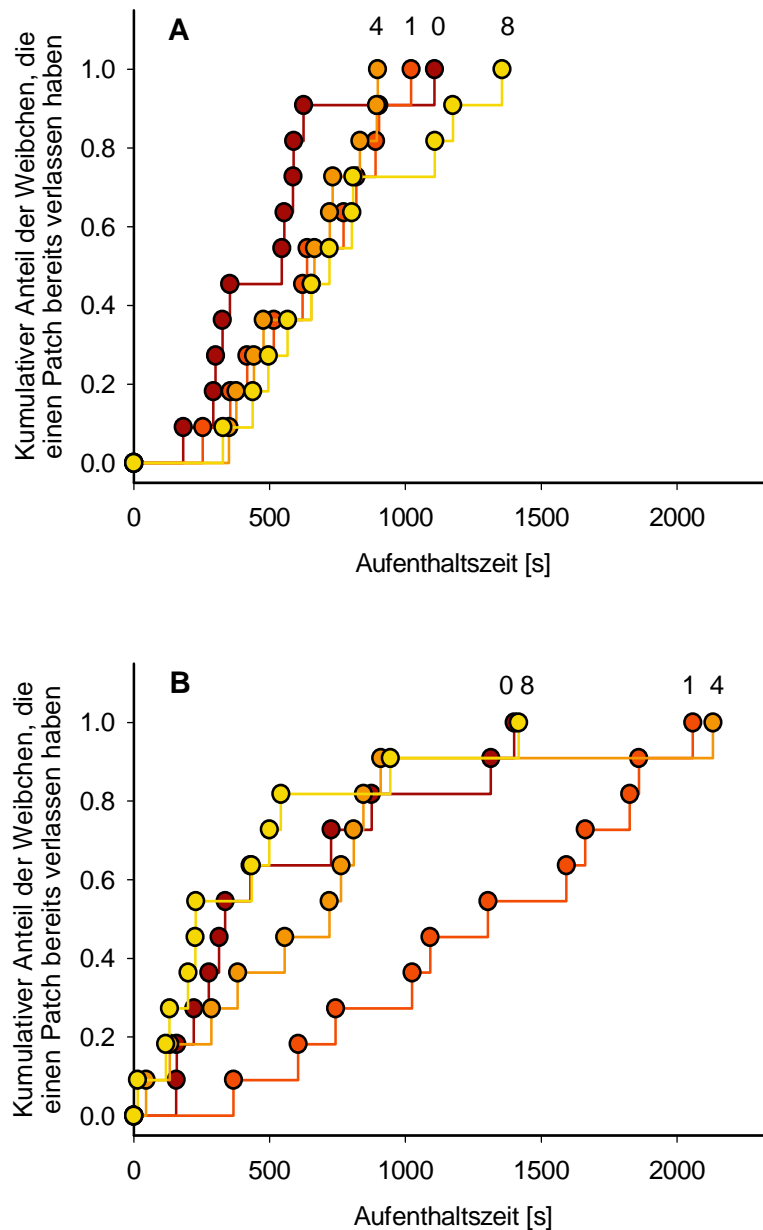 A
4 1 0 8
Kumulativer Anteil der Weibchen, die
einen Patch bereits verlassen haben
1.0
0.8
0.6
0.4
0.2
0.0
0 500 1000 1500 2000
Aufenthaltszeit [s]
B
0 8 1 4
Kumulativer Anteil der Weibchen, die
einen Patch bereits verlassen haben
1.0
0.8
0.6
0.4
0.2
0.0
0 500 1000 1500 2000
Aufenthaltszeit [s]